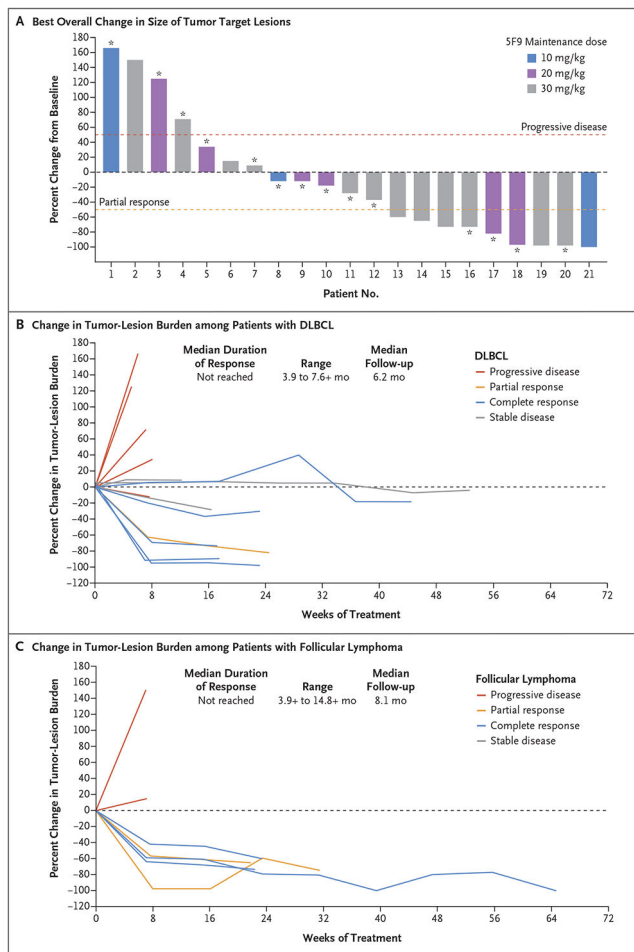 A Best Overall Change in Size of Tumor Target Lesions
Percent Change from Baseline
180
160
140
120
100
80
60
40
20
0
−20
−40
−60
−80
−100
5F9 Maintenance dose
10 mg/kg
20 mg/kg
30 mg/kg
Progressive disease
Partial response
* * * * * * * * * * * * * * * *
1 2 3 4 5 6 7 8 9 10 11 12 13 14 15 16 17 18 19 20 21
Patient No.
B Change in Tumor-Lesion Burden among Patients with DLBCL
Percent Change in Tumor-Lesion Burden
180
160
140
120
100
80
60
40
20
0
−20
−40
−60
−80
−100
−120
Median Duration Median
of Response Range Follow-up
Not reached 3.9 to 7.6+ mo 6.2 mo
DLBCL
Progressive disease
Partial response
Complete response
Stable disease
0 8 16 24 32 40 48 56 64 72
Weeks of Treatment
C Change in Tumor-Lesion Burden among Patients with Follicular Lymphoma
Percent Change in Tumor-Lesion Burden
180
160
140
120
100
80
60
40
20
0
−20
−40
−60
−80
−100
−120
Median Duration Median
of Response Range Follow-up
Not reached 3.9+ to 14.8+ mo 8.1 mo
Follicular Lymphoma
Progressive disease
Partial response
Complete response
Stable disease
0 8 16 24 32 40 48 56 64 72
Weeks of Treatment